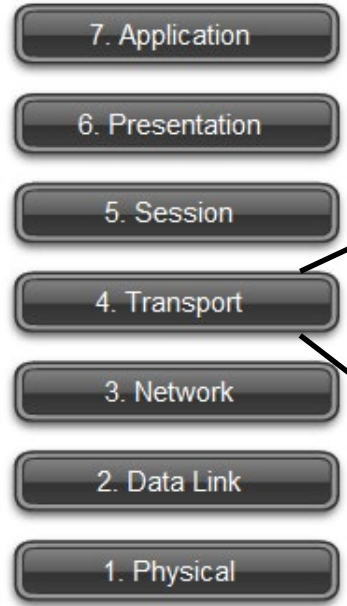 7. Application
6. Presentation
5. Session
4. Transport
3. Network
2. Data Link
1. Physical